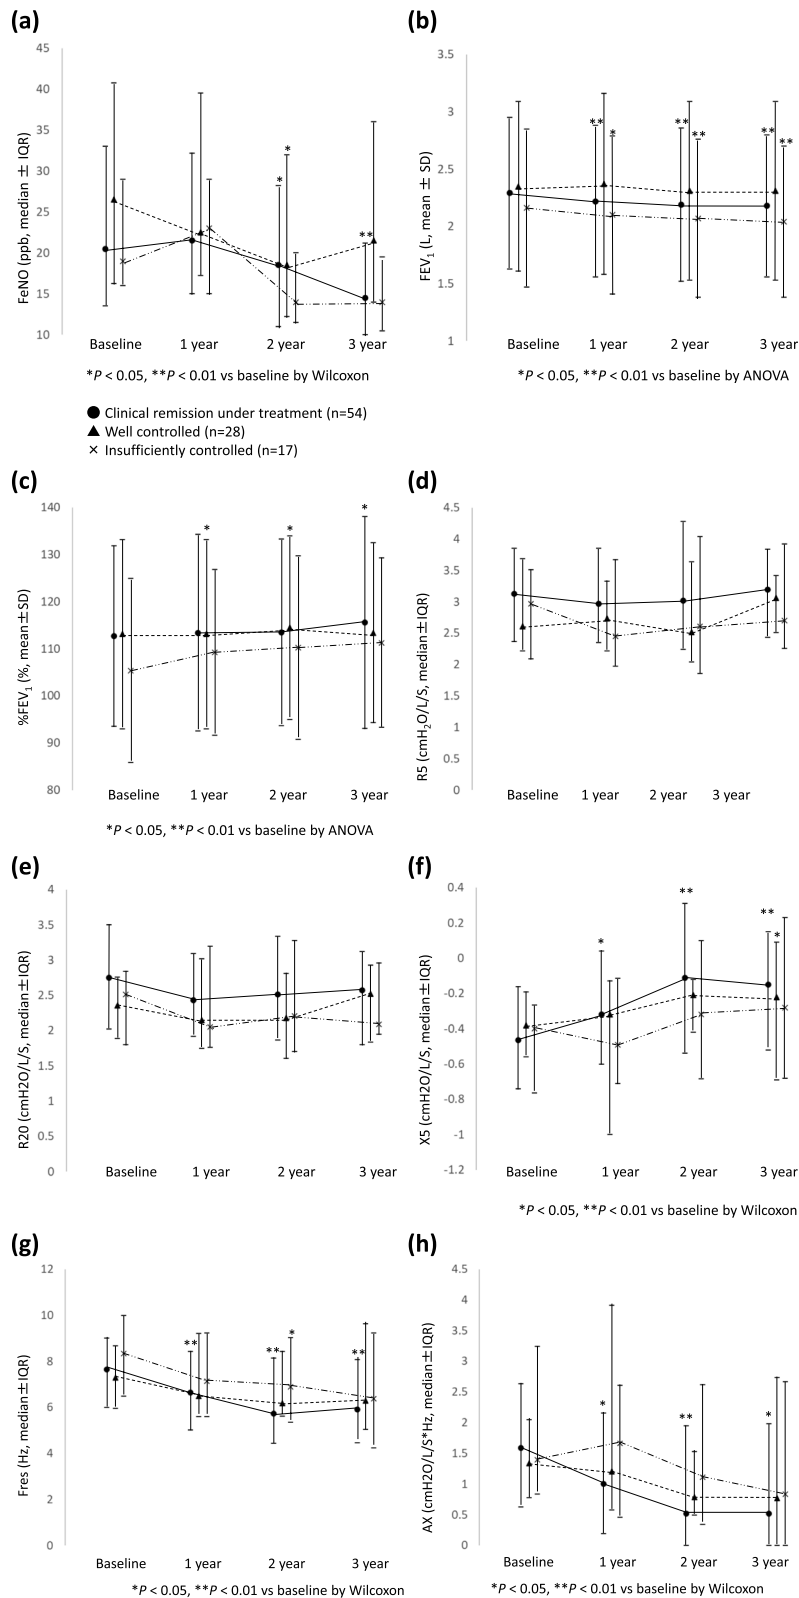 (a)
FeNO (ppb, median ± IQR)
45
40
35
30
25
20
15
10
*
*
**
Baseline 1 year 2 year 3 year
*P < 0.05, **P < 0.01 vs baseline by Wilcoxon
(b)
FEV1 (L, mean ± SD)
3.5
3
2.5
2
1.5
1
** * ** ** ** **
Baseline 1 year 2 year 3 year
*P < 0.05, **P < 0.01 vs baseline by ANOVA
● Clinical remission under treatment (n=54)
▲ Well controlled (n=28)
× Insufficiently controlled (n=17)
(c)
%FEV1 (%, mean±SD)
140
130
120
110
100
90
80
* * *
Baseline 1 year 2 year 3 year
*P < 0.05, **P < 0.01 vs baseline by ANOVA
(d)
R5 (cmH2O/L/S, median±IQR)
4.5
4
3.5
3
2.5
2
1.5
1
0.5
0
Baseline 1 year 2 year 3 year
(e)
R20 (cmH2O/L/S, median±IQR)
4
3.5
3
2.5
2
1.5
1
0.5
0
Baseline 1 year 2 year 3 year
(f)
X5 (cmH2O/L/S, median±IQR)
0.4
0.2
0
-0.2
-0.4
-0.6
-0.8
-1
-1.2
* ** ** *
Baseline 1 year 2 year 3 year
*P < 0.05, **P < 0.01 vs baseline by Wilcoxon
(g)
Fres (Hz, median±IQR)
12
10
8
6
4
2
0
** ** * **
Baseline 1 year 2 year 3 year
*P < 0.05, **P < 0.01 vs baseline by Wilcoxon
(h)
AX (cmH2O/L/S*Hz, median±IQR)
4.5
4
3.5
3
2.5
2
1.5
1
0.5
0
* ** *
Baseline 1 year 2 year 3 year
*P < 0.05, **P < 0.01 vs baseline by Wilcoxon